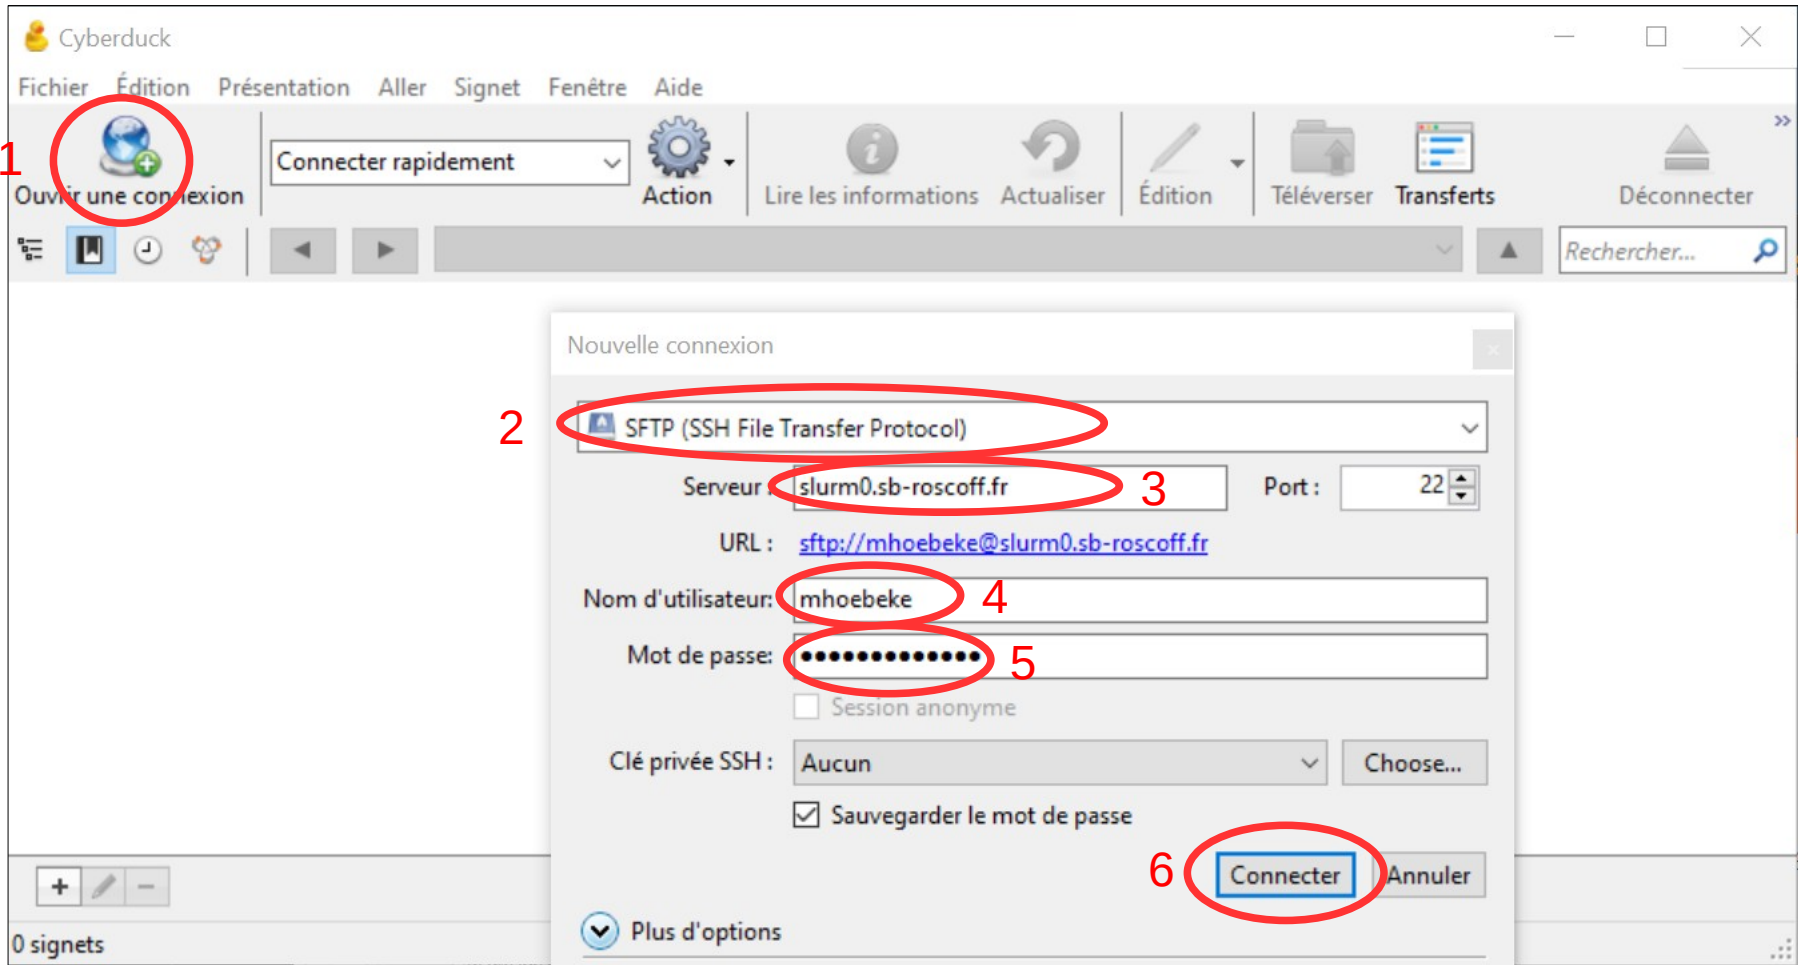 Cyberduck
Fichier Édition Présentation Aller Signet Fenêtre Aide
1
Ouvrir une connexion
Connecter rapidement
Action
Lire les informations
Actualiser
Édition
Téléverser
Transferts
Déconnecter
Rechercher...
Nouvelle connexion
2
SFTP (SSH File Transfer Protocol)
Serveur : slurm0.sb-roscoff.fr 3 Port : 22
URL : sftp://mhoebeke@slurm0.sb-roscoff.fr
Nom d'utilisateur: mhoebeke 4
Mot de passe: ●●●●●●●●●●●●● 5
Session anonyme
Clé privée SSH : Aucun Choose...
Sauvegarder le mot de passe
6 Connecter Annuler
Plus d'options
0 signets